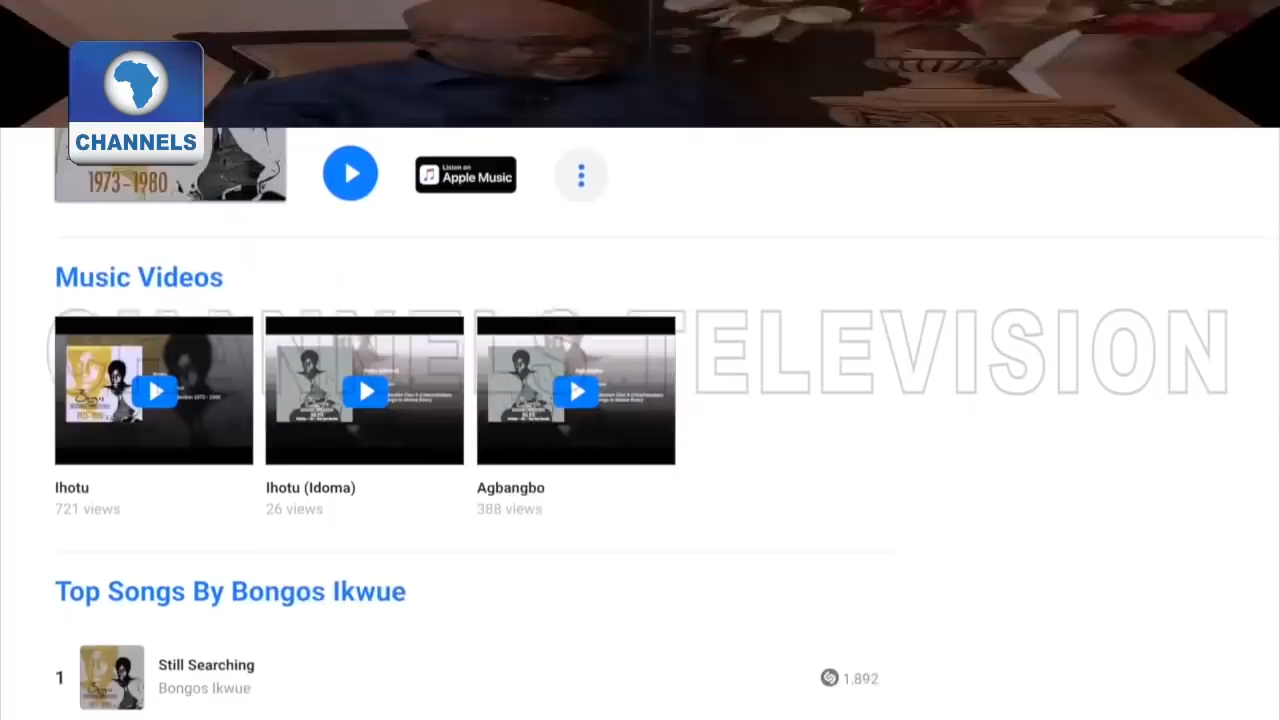 CHANNELS
1973-1980
Listen on
Apple Music
Music Videos
CHANNELS TELEVISION
Ihotu
721 views
Ihotu (Idoma)
26 views
Agbangbo
388 views
Top Songs By Bongos Ikwue
1
Still Searching
Bongos Ikwue
1,892